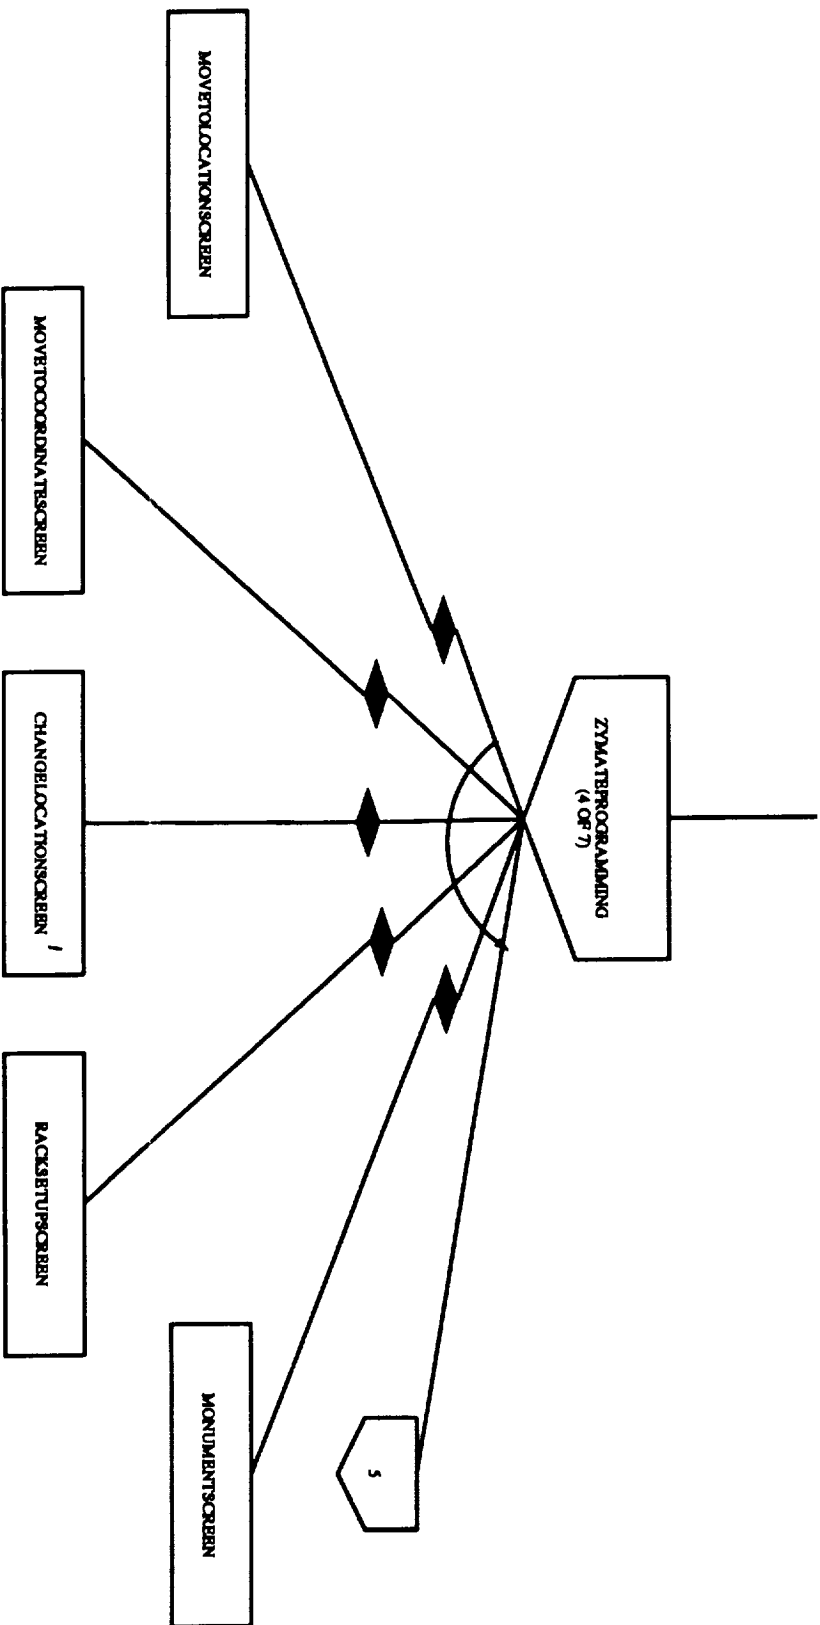 ZYMATEPROGRAMMING
(4 OF 7)
MOVETOLOCATIONSCREEN
MOVETOCOORDINATESCREEN
CHANGELOCATIONSCREEN
RACKSETUPSCREEN
MONUMENTSCREEN
5